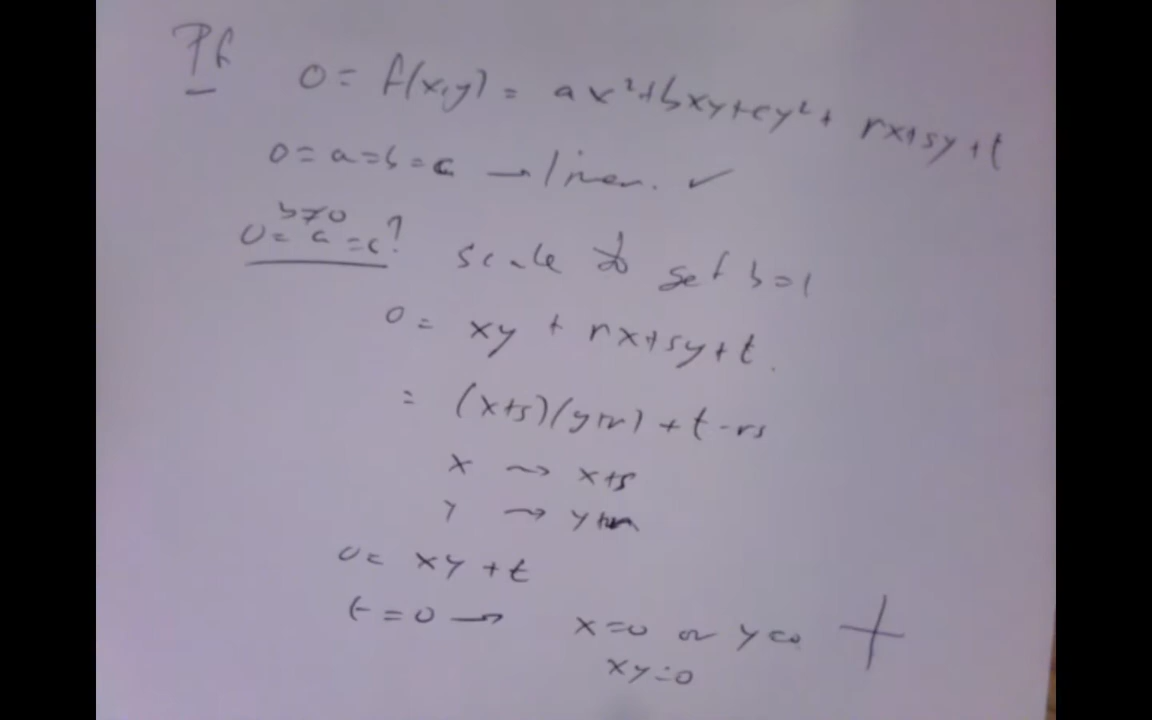 Pf
0 = f(x,y) = ax²+bxy+cy²+ rx+sy+t
0=a=b=c → linear. ✓
b≠0
0=a=c? scale to get b=1
0= xy + rx+sy+t.
= (x+s)(y+r)+t-rs
x ⇝ x+s
y ⇝ y+r
0= xy +t
t=0 → x=0 or y=0
xy=0